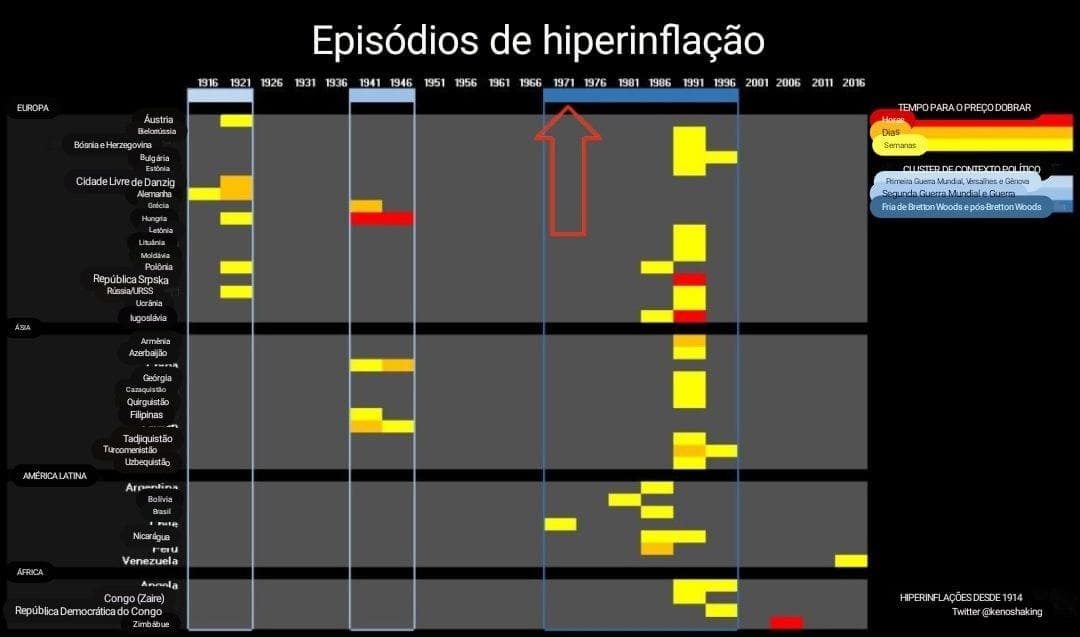 Episódios de hiperinflação
1916 1921 1926 1931 1936 1941 1946 1951 1956 1961 1966 1971 1976 1981 1986 1991 1996 2001 2006 2011 2016
EUROPA
Áustria
Bielorrússia
Bósnia e Herzegovina
Bulgária
Estônia
Cidade Livre de Danzig
Alemanha
Grécia
Hungria
Letônia
Lituânia
Moldávia
Polônia
República Srpska
Rússia/URSS
Ucrânia
Iugoslávia
ÁSIA
Armênia
Azerbaijão
Geórgia
Cazaquistão
Quirguistão
Filipinas
Tadjiquistão
Turcomenistão
Uzbequistão
AMÉRICA LATINA
Argentina
Bolívia
Brasil
Chile
Nicarágua
Peru
Venezuela
ÁFRICA
Angola
Congo (Zaire)
República Democrática do Congo
Zimbábue
TEMPO PARA O PREÇO DOBRAR
Horas
Dias
Semanas
CLUSTER DE CONTEXTO POLÍTICO
Primeira Guerra Mundial, Versalhes e Gênova
Segunda Guerra Mundial e Guerra
Fria de Bretton Woods e pós-Bretton Woods
HIPERINFLAÇÕES DESDE 1914
Twitter @kenoshaking